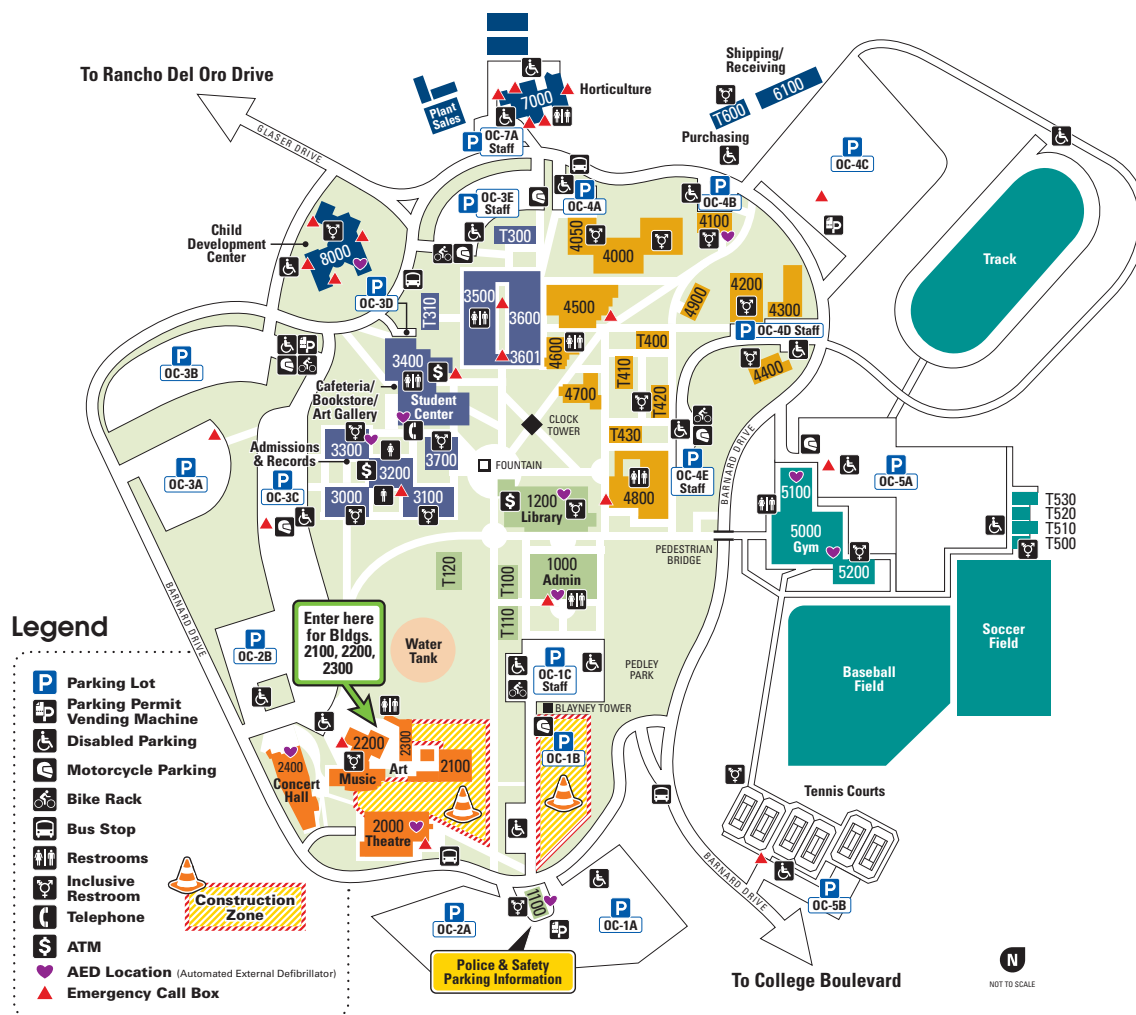 To Rancho Del Oro Drive
GLASER DRIVE
Plant
Sales
7000
Horticulture
P
OC-7A
Staff
Shipping/
Receiving
6100
T600
Purchasing
P
OC-4C
P
Track
P
OC-3E
Staff
P
OC-4A
P
OC-4B
4100
T300
4050
4000
Child
Development
Center
8000
P
OC-3D
T310
3500
3600
3601
4500
4900
4200
4300
P
OC-4D Staff
4400
4600
T400
T410
T420
T430
4700
P
OC-3B
P
3400
$
Cafeteria/
Bookstore/
Art Gallery
Student
Center
CLOCK
TOWER
3300
Admissions
& Records
$
3200
3700
3000
3100
FOUNTAIN
P
OC-3A
P
OC-3C
P
OC-4E
Staff
4800
$
1200
Library
BARNARD DRIVE
P
OC-5A
5100
5000
Gym
5200
T530
T520
T510
T500
PEDESTRIAN
BRIDGE
T120
T100
1000
Admin
T110
BARNARD DRIVE
Enter here
for Bldgs.
2100, 2200,
2300
Water
Tank
P
OC-2B
P
OC-1C
Staff
PEDLEY
PARK
BLAYNEY TOWER
Soccer
Field
Baseball
Field
2200
2300
2400
Concert
Hall
Music
Art
2100
P
OC-1B
2000
Theatre
Tennis Courts
BARNARD DRIVE
P
OC-5B
P
OC-2A
1100
P
P
OC-1A
Police & Safety
Parking Information
To College Boulevard
N
NOT TO SCALE
Legend
P
Parking Lot
P
Parking Permit
Vending Machine
Disabled Parking
Motorcycle Parking
Bike Rack
Bus Stop
Restrooms
Inclusive
Restroom
Telephone
$
ATM
AED Location (Automated External Defibrillator)
Emergency Call Box
Construction
Zone